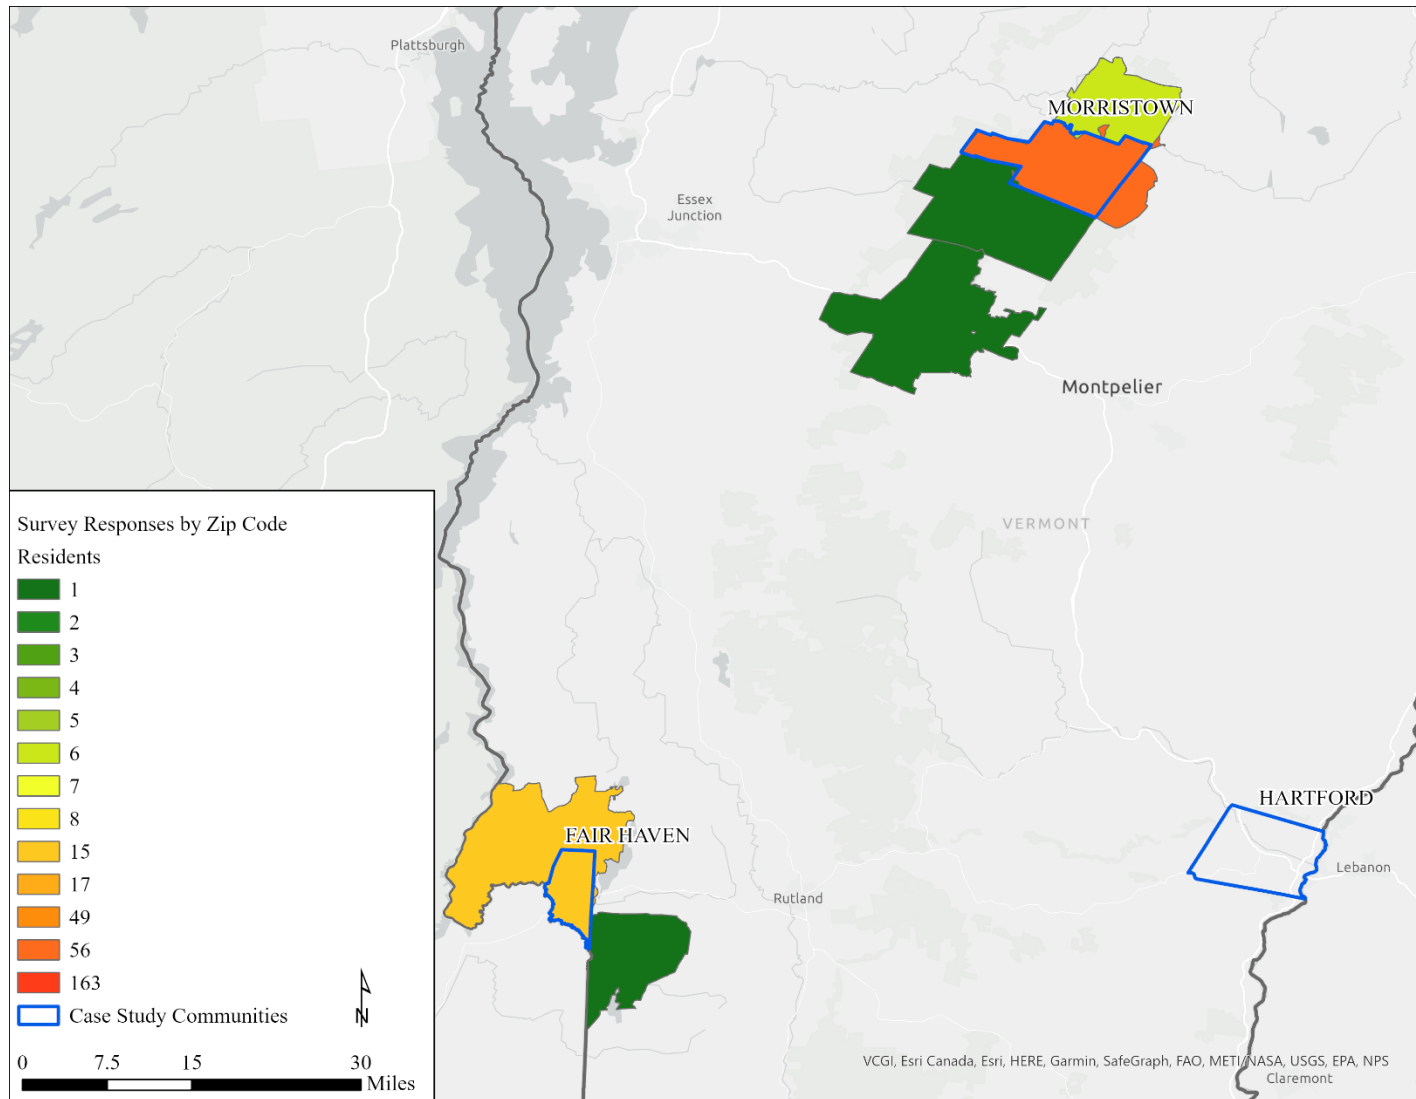 Plattsburgh
MORRISTOWN
Essex
Junction
Montpelier
VERMONT
HARTFORD
Lebanon
FAIR HAVEN
Rutland
Survey Responses by Zip Code
Residents
1
2
3
4
5
6
7
8
15
17
49
56
163
Case Study Communities
N
0 7.5 15 30
Miles
VCGI, Esri Canada, Esri, HERE, Garmin, SafeGraph, FAO, METI/NASA, USGS, EPA, NPS
Claremont